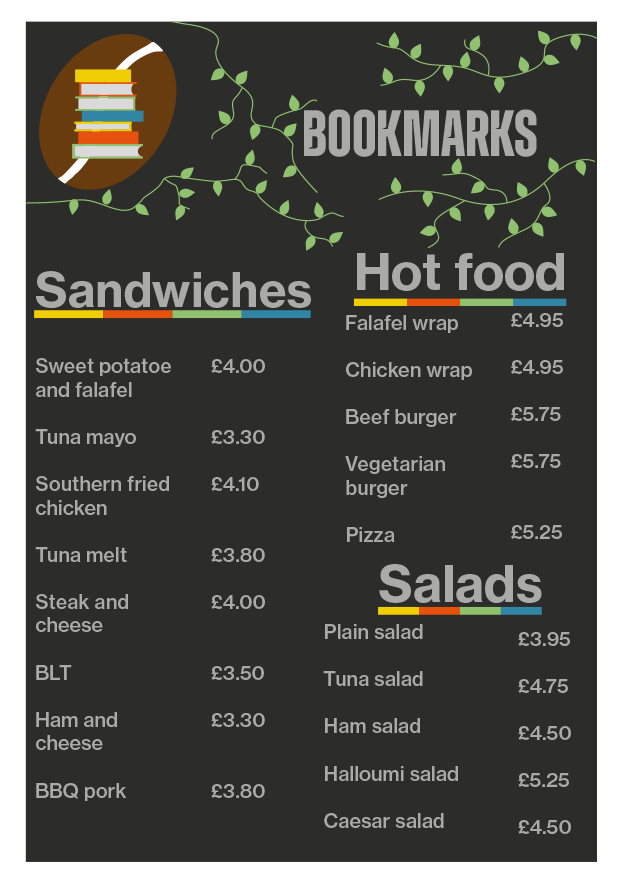 BOOKMARKS
Sandwiches
Sweet potatoe £4.00
and falafel
Tuna mayo £3.30
Southern fried £4.10
chicken
Tuna melt £3.80
Steak and £4.00
cheese
BLT £3.50
Ham and £3.30
cheese
BBQ pork £3.80
Hot food
Falafel wrap £4.95
Chicken wrap £4.95
Beef burger £5.75
Vegetarian £5.75
burger
Pizza £5.25
Salads
Plain salad £3.95
Tuna salad £4.75
Ham salad £4.50
Halloumi salad £5.25
Caesar salad £4.50